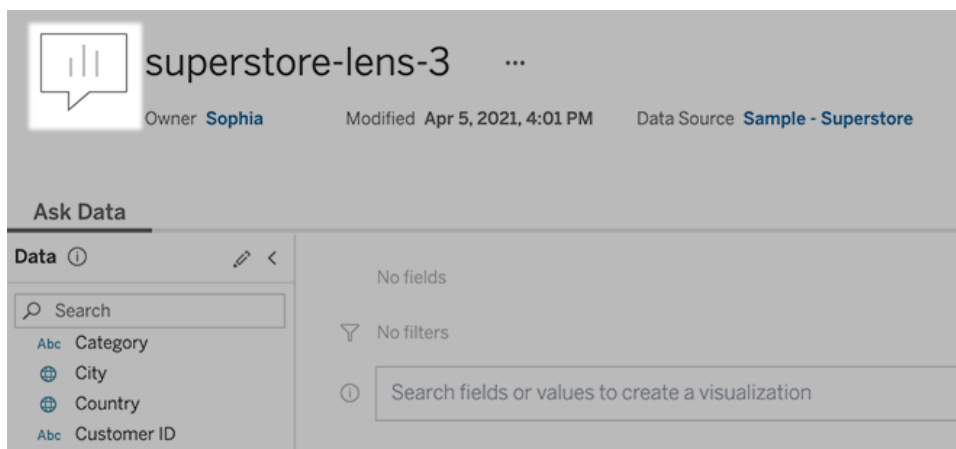 superstore-lens-3 ...
Owner Sophia Modified Apr 5, 2021, 4:01 PM Data Source Sample - Superstore
Ask Data
Data
Search
Abc Category
City
Country
Abc Customer ID
No fields
No filters
Search fields or values to create a visualization